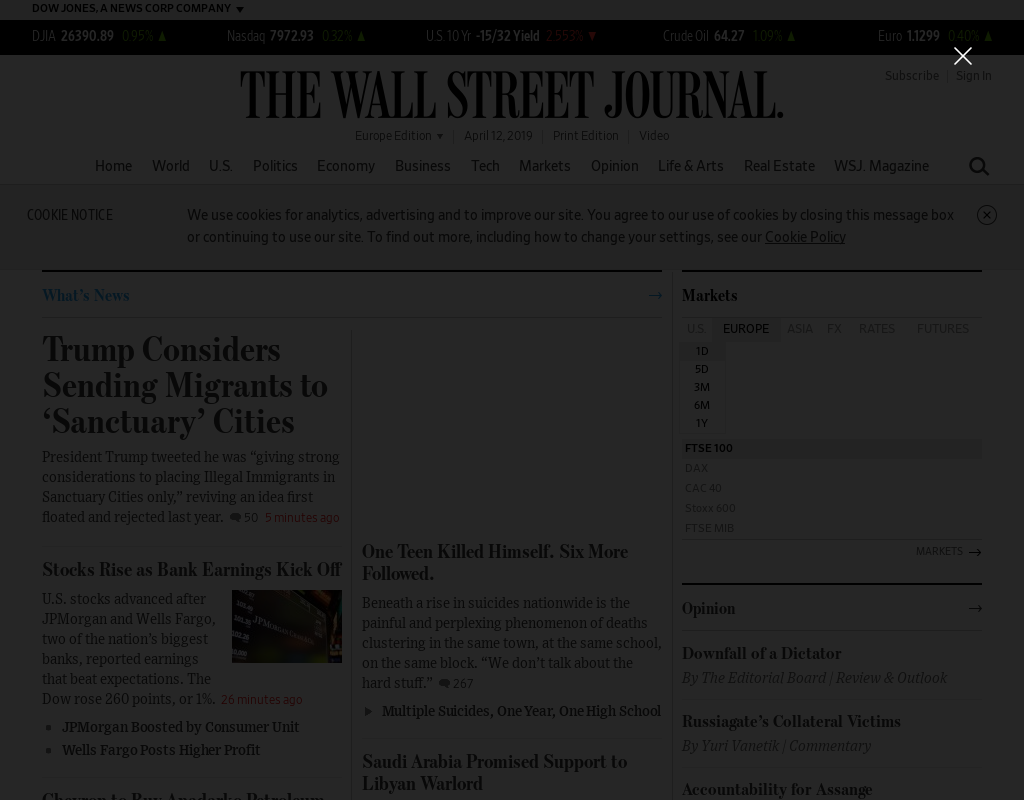 DOW JONES, A NEWS CORP COMPANY
DJIA 26390.89 0.95% Nasdaq 7972.93 0.32% U.S. 10 Yr -15/32 Yield 2.553% Crude Oil 64.27 1.09% Euro 1.1299 0.40%
Subscribe Sign In
THE WALL STREET JOURNAL.
Europe Edition April 12, 2019 Print Edition Video
Home World U.S. Politics Economy Business Tech Markets Opinion Life & Arts Real Estate WSJ. Magazine
COOKIE NOTICE
We use cookies for analytics, advertising and to improve our site. You agree to our use of cookies by closing this message box
or continuing to use our site. To find out more, including how to change your settings, see our Cookie Policy
What's News
Trump Considers
Sending Migrants to
‘Sanctuary’ Cities
President Trump tweeted he was “giving strong
considerations to placing Illegal Immigrants in
Sanctuary Cities only,” reviving an idea first
floated and rejected last year. 50 5 minutes ago
Stocks Rise as Bank Earnings Kick Off
U.S. stocks advanced after
JPMorgan and Wells Fargo,
two of the nation’s biggest
banks, reported earnings
that beat expectations. The
Dow rose 260 points, or 1%. 26 minutes ago
JPMorgan Boosted by Consumer Unit
Wells Fargo Posts Higher Profit
Chevron to Buy Anadarko Petroleum
One Teen Killed Himself. Six More
Followed.
Beneath a rise in suicides nationwide is the
painful and perplexing phenomenon of deaths
clustering in the same town, at the same school,
on the same block. “We don’t talk about the
hard stuff.” 267
Multiple Suicides, One Year, One High School
Saudi Arabia Promised Support to
Libyan Warlord
Markets
U.S. EUROPE ASIA FX RATES FUTURES
1D
5D
3M
6M
1Y
FTSE 100
DAX
CAC 40
Stoxx 600
FTSE MIB
MARKETS
Opinion
Downfall of a Dictator
By The Editorial Board | Review & Outlook
Russiagate’s Collateral Victims
By Yuri Vanetik | Commentary
Accountability for Assange